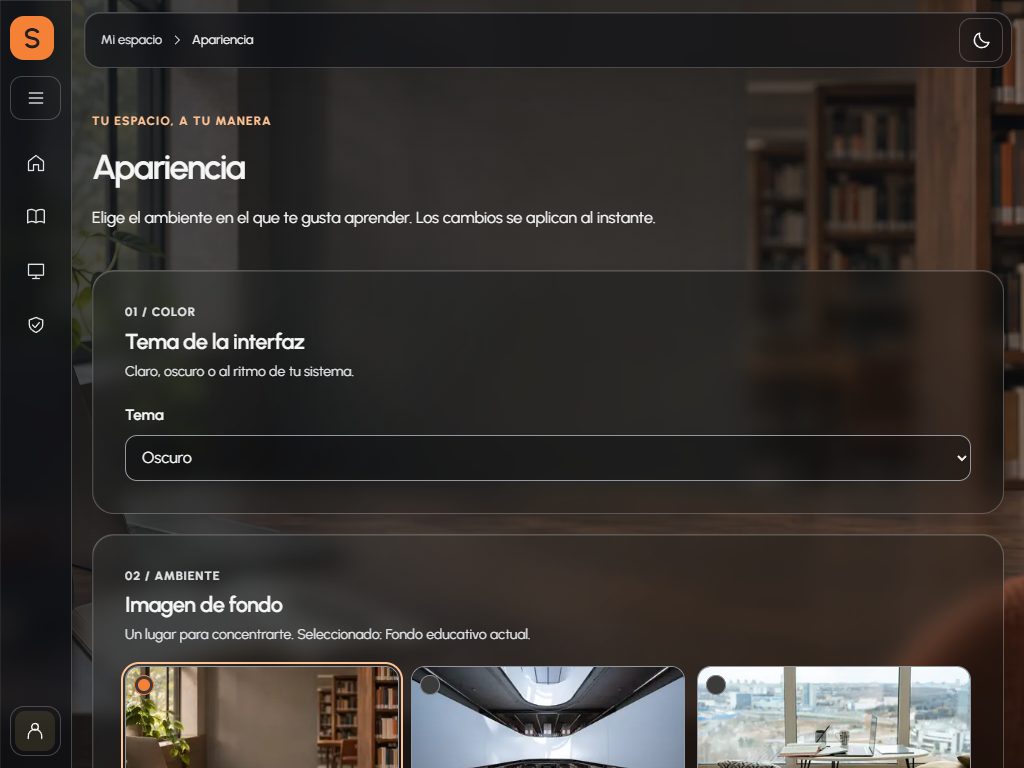 S
Mi espacio > Apariencia
TU ESPACIO, A TU MANERA
Apariencia
Elige el ambiente en el que te gusta aprender. Los cambios se aplican al instante.
01 / COLOR
Tema de la interfaz
Claro, oscuro o al ritmo de tu sistema.
Tema
Oscuro
02 / AMBIENTE
Imagen de fondo
Un lugar para concentrarte. Seleccionado: Fondo educativo actual.